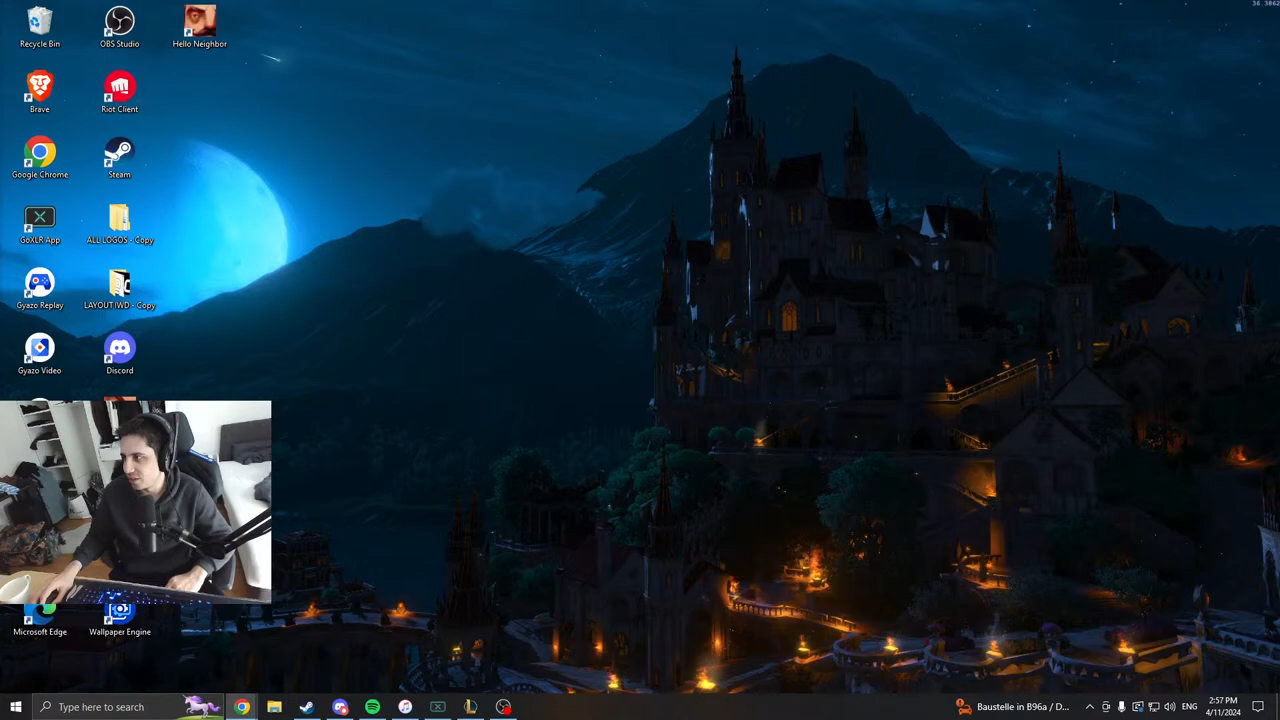 36.3862
Recycle Bin
OBS Studio
Hello Neighbor
Brave
Riot Client
Google Chrome
Steam
GoXLR App
ALL LOGOS - Copy
Gyazo Replay
LAYOUT IWD - Copy
Gyazo Video
Discord
Microsoft Edge
Wallpaper Engine
Type here to search
Baustelle in B96a / D...
ENG
2:57 PM
4/11/2024